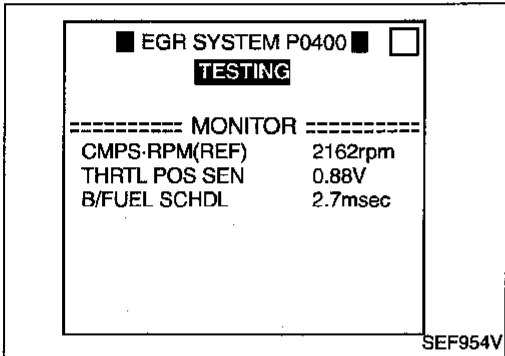 EGR SYSTEM P0400
TESTING
========== MONITOR ==========
CMPS·RPM(REF) 2162rpm
THRTL POS SEN 0.88V
B/FUEL SCHDL 2.7msec
SEF954V